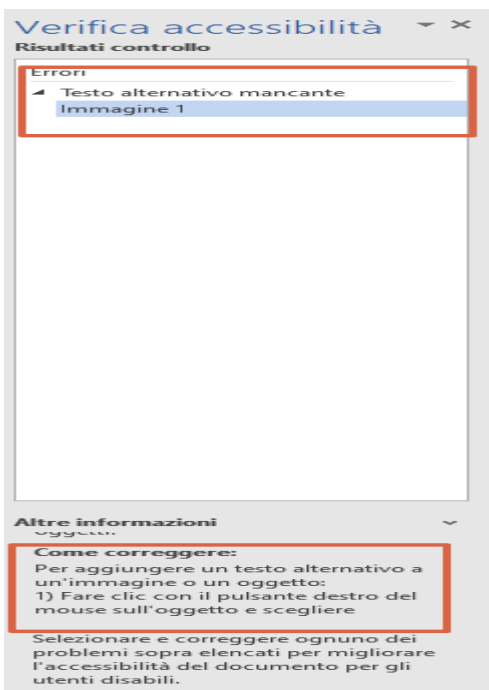 Verifica accessibilità
Risultati controllo
Errori
Testo alternativo mancante
Immagine 1
Altre informazioni
oggetti.
Come correggere:
Per aggiungere un testo alternativo a
un'immagine o un oggetto:
1) Fare clic con il pulsante destro del
mouse sull'oggetto e scegliere
Selezionare e correggere ognuno dei
problemi sopra elencati per migliorare
l'accessibilità del documento per gli
utenti disabili.